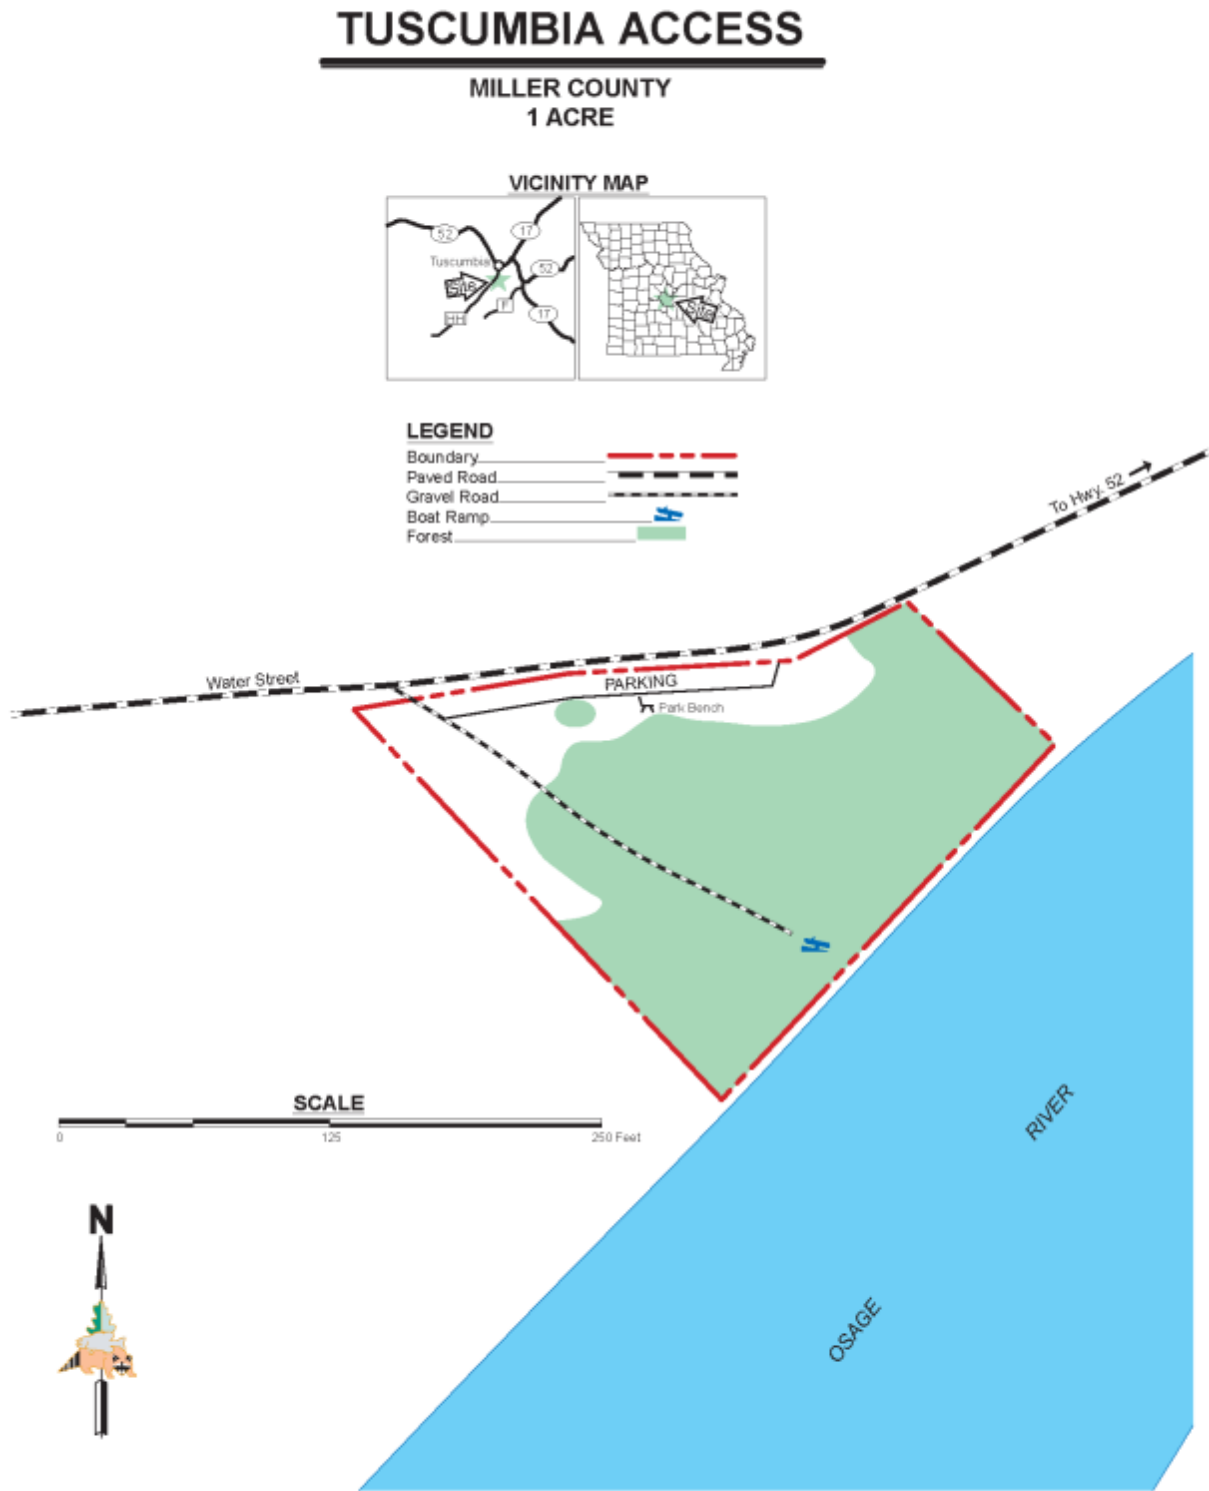 TUSCUMBIA ACCESS
MILLER COUNTY
1 ACRE
VICINITY MAP
52
17
Tuscumbia
52
Site
F
HH
17
Site
LEGEND
Boundary
Paved Road
Gravel Road
Boat Ramp
Forest
To Hwy. 52
Water Street
PARKING
Park Bench
SCALE
0 125 250 Feet
RIVER
OSAGE
N